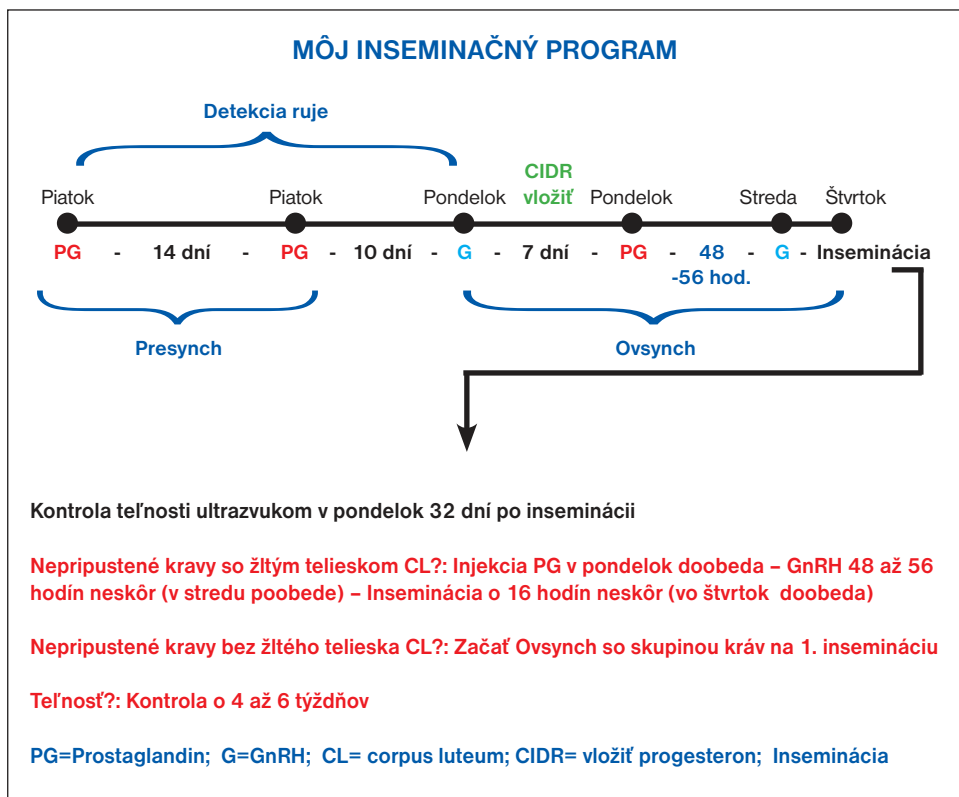 MÔJ INSEMINAČNÝ PROGRAM
Detekcia ruje
CIDR
vložiť
Piatok Piatok Pondelok Pondelok Streda Štvrtok
PG - 14 dní - PG - 10 dní - G - 7 dní - PG - 48 - G - Inseminácia
-56 hod.
Presynch Ovsynch
Kontrola teľnosti ultrazvukom v pondelok 32 dní po inseminácii
Nepripustené kravy so žltým telieskom CL?: Injekcia PG v pondelok doobeda – GnRH 48 až 56
hodín neskôr (v stredu poobede) – Inseminácia o 16 hodín neskôr (vo štvrtok doobeda)
Nepripustené kravy bez žltého telieska CL?: Začať Ovsynch so skupinou kráv na 1. insemináciu
Teľnosť?: Kontrola o 4 až 6 týždňov
PG=Prostaglandin; G=GnRH; CL= corpus luteum; CIDR= vložiť progesteron; Inseminácia